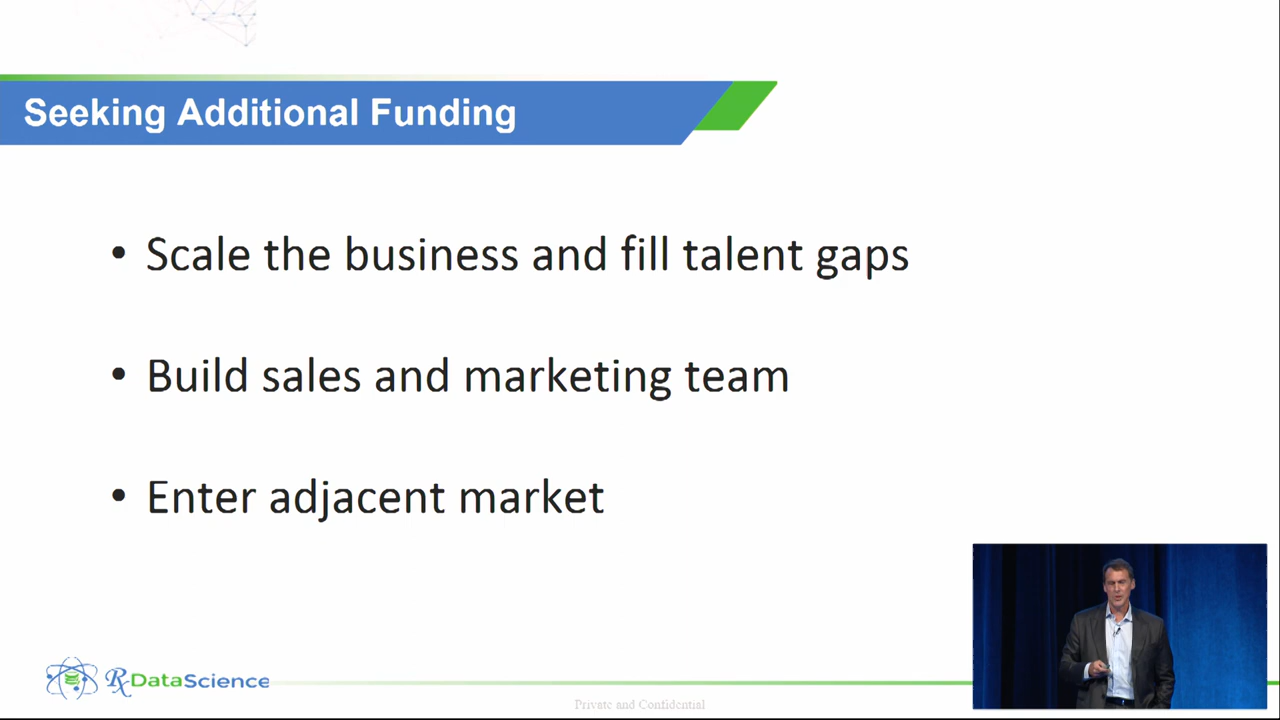 Seeking Additional Funding
• Scale the business and fill talent gaps
• Build sales and marketing team
• Enter adjacent market
RxDataScience
Private and Confidential